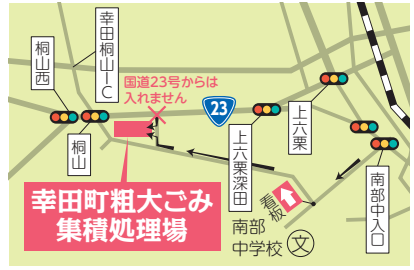 幸田桐山IC
桐山西
国道23号からは
入れません
23
上六栗
桐山
上六栗深田
幸田町粗大ごみ
集積処理場
看板
南部
中学校
文
南部中入口